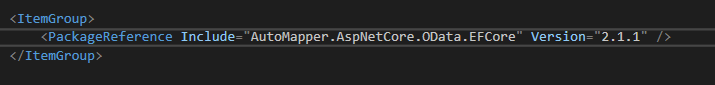 <ItemGroup>
<PackageReference Include="AutoMapper.AspNetCore.OData.EFCore" Version="2.1.1" />
</ItemGroup>